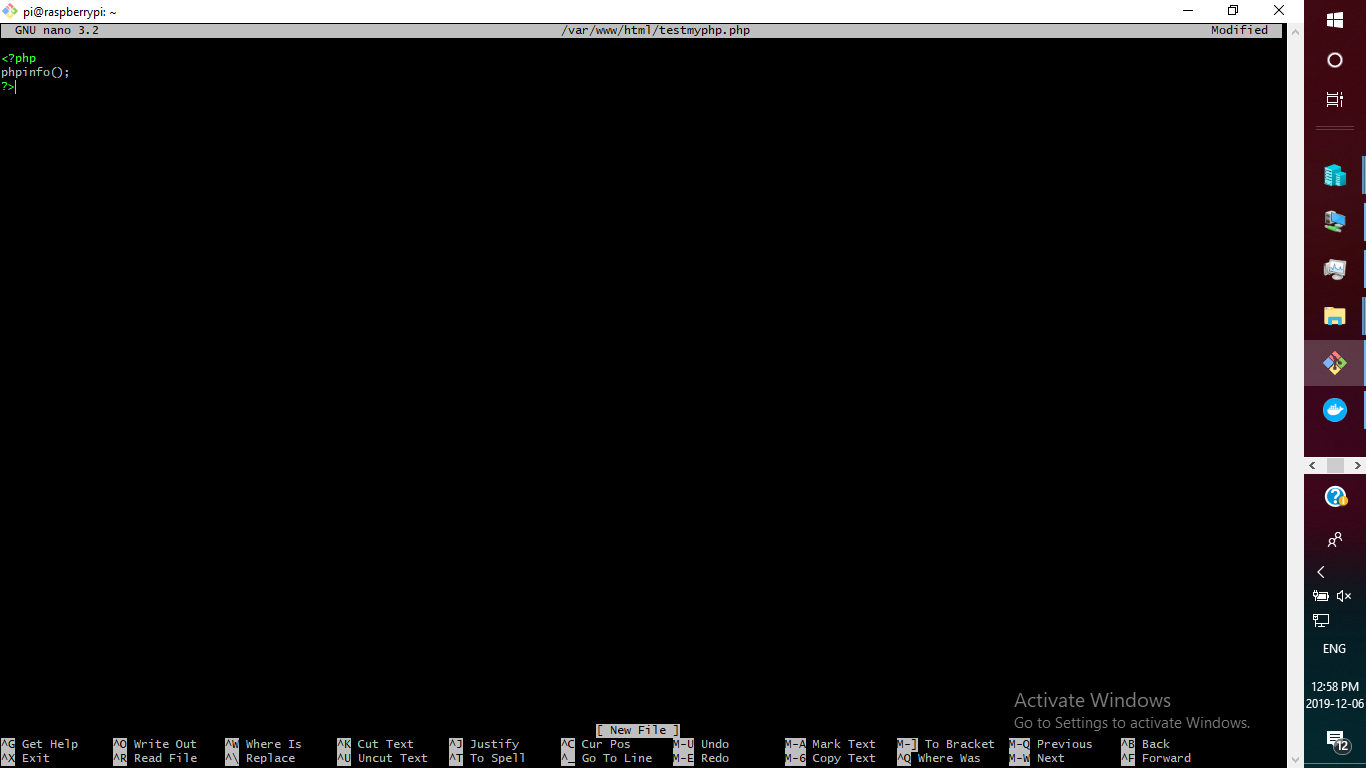 pi@raspberrypi: ~
GNU nano 3.2 /var/www/html/testmyphp.php Modified
<?php
phpinfo();
?>
Activate Windows
Go to Settings to activate Windows.
[ New File ]
^G Get Help ^O Write Out ^W Where Is ^K Cut Text ^J Justify ^C Cur Pos M-U Undo M-A Mark Text M-] To Bracket M-Q Previous ^B Back
^X Exit ^R Read File ^\ Replace ^U Uncut Text ^T To Spell ^_ Go To Line M-E Redo M-6 Copy Text ^Q Where Was M-W Next ^F Forward
ENG
12:58 PM
2019-12-06
12